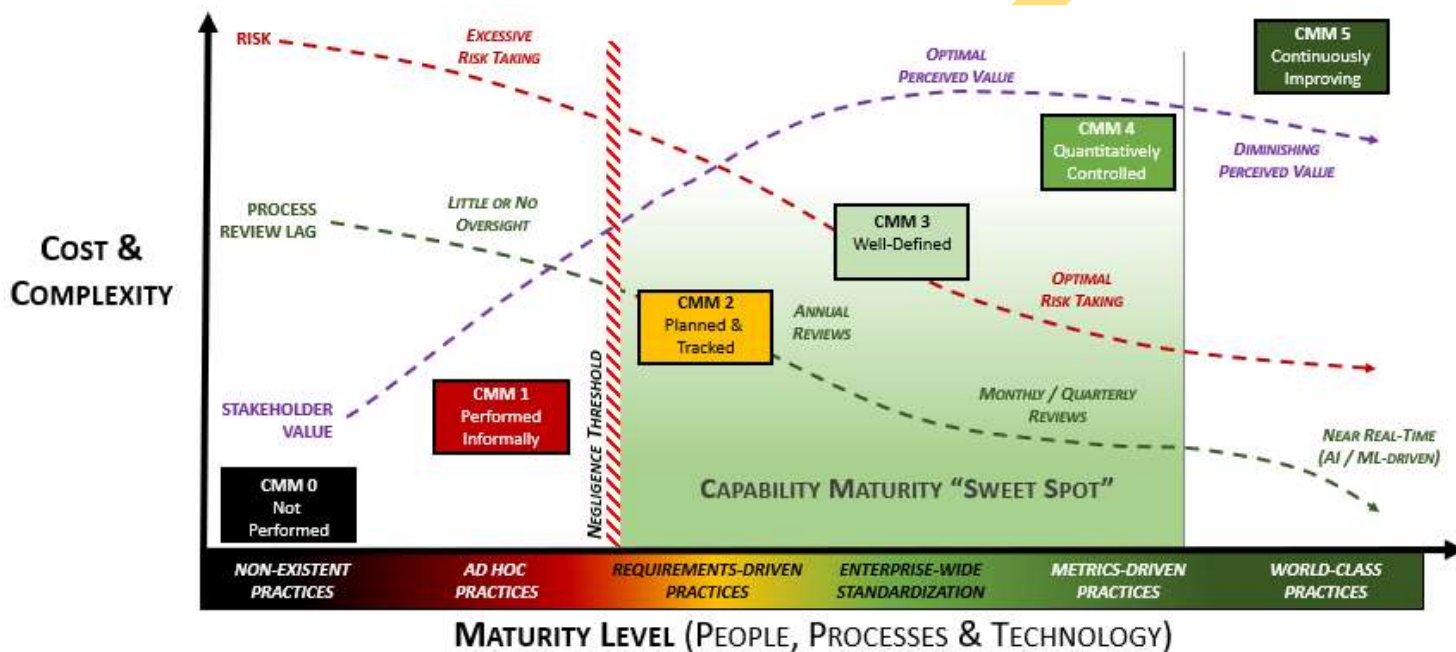 RISK
EXCESSIVE
RISK TAKING
OPTIMAL
PERCEIVED VALUE
CMM 5
Continuously
Improving
CMM 4
Quantitatively
Controlled
DIMINISHING
PERCEIVED VALUE
PROCESS
REVIEW LAG
LITTLE OR NO
OVERSIGHT
CMM 3
Well-Defined
COST &
COMPLEXITY
CMM 2
Planned &
Tracked
ANNUAL
REVIEWS
OPTIMAL
RISK TAKING
STAKEHOLDER
VALUE
CMM 1
Performed
Informally
NEGLIGENCE THRESHOLD
MONTHLY / QUARTERLY
REVIEWS
NEAR REAL-TIME
(AI / ML-DRIVEN)
CMM 0
Not
Performed
CAPABILITY MATURITY “SWEET SPOT”
NON-EXISTENT
PRACTICES
AD HOC
PRACTICES
REQUIREMENTS-DRIVEN
PRACTICES
ENTERPRISE-WIDE
STANDARDIZATION
METRICS-DRIVEN
PRACTICES
WORLD-CLASS
PRACTICES
MATURITY LEVEL (PEOPLE, PROCESSES & TECHNOLOGY)